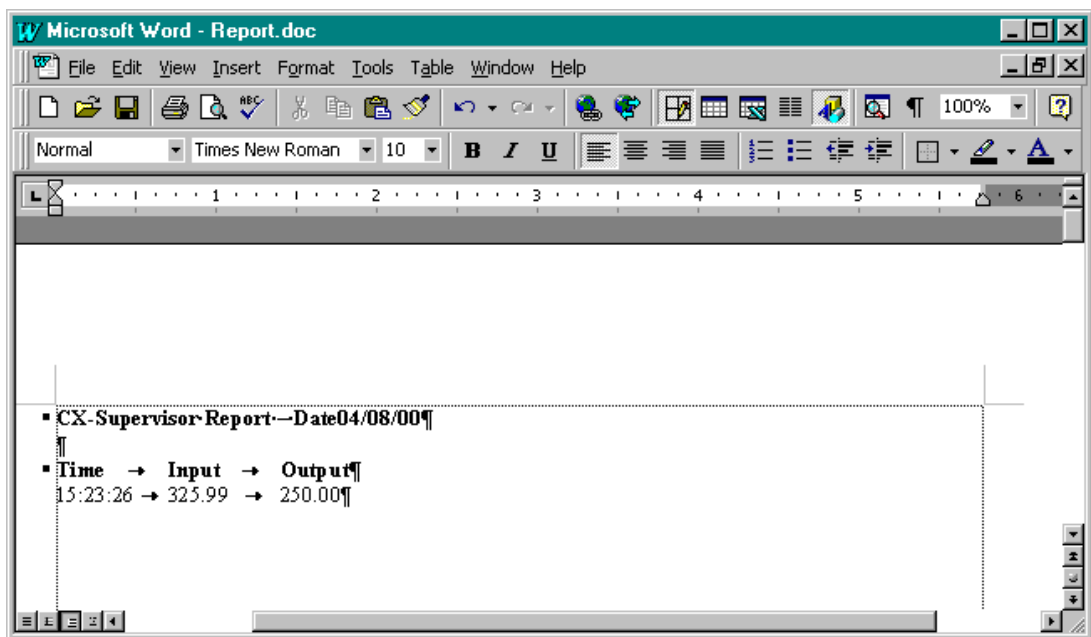 Microsoft Word - Report.doc
File Edit View Insert Format Tools Table Window Help
ABC 100%
Normal Times New Roman 10 B I U A
1 2 3 4 5 6
CX-Supervisor·Report·–·Date04/08/00¶
¶
Time → Input → Output¶
15:23:26 → 325.99 → 250.00¶